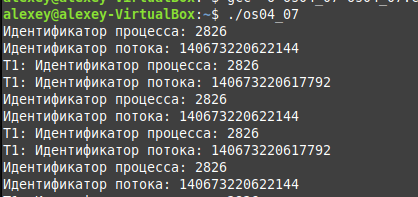 alexey@alexey-VirtualBox:~$ ./os04_07
Идентификатор процесса: 2826
Идентификатор потока: 140673220622144
T1: Идентификатор процесса: 2826
T1: Идентификатор потока: 140673220617792
Идентификатор процесса: 2826
Идентификатор потока: 140673220622144
T1: Идентификатор процесса: 2826
T1: Идентификатор потока: 140673220617792
Идентификатор процесса: 2826
Идентификатор потока: 140673220622144